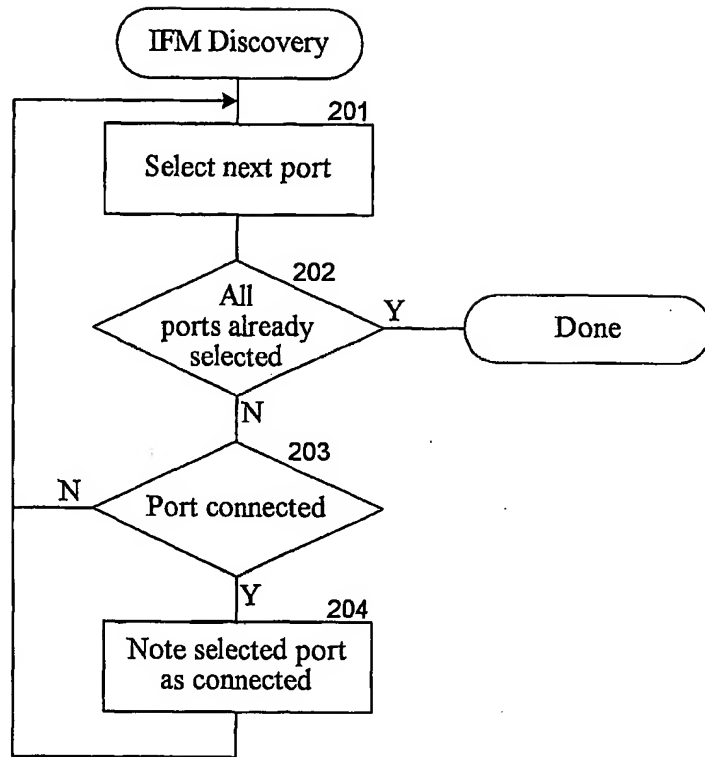 IFM Discovery
201
Select next port
202
All
ports already
selected
Y
Done
N
203
N
Port connected
Y
204
Note selected port
as connected